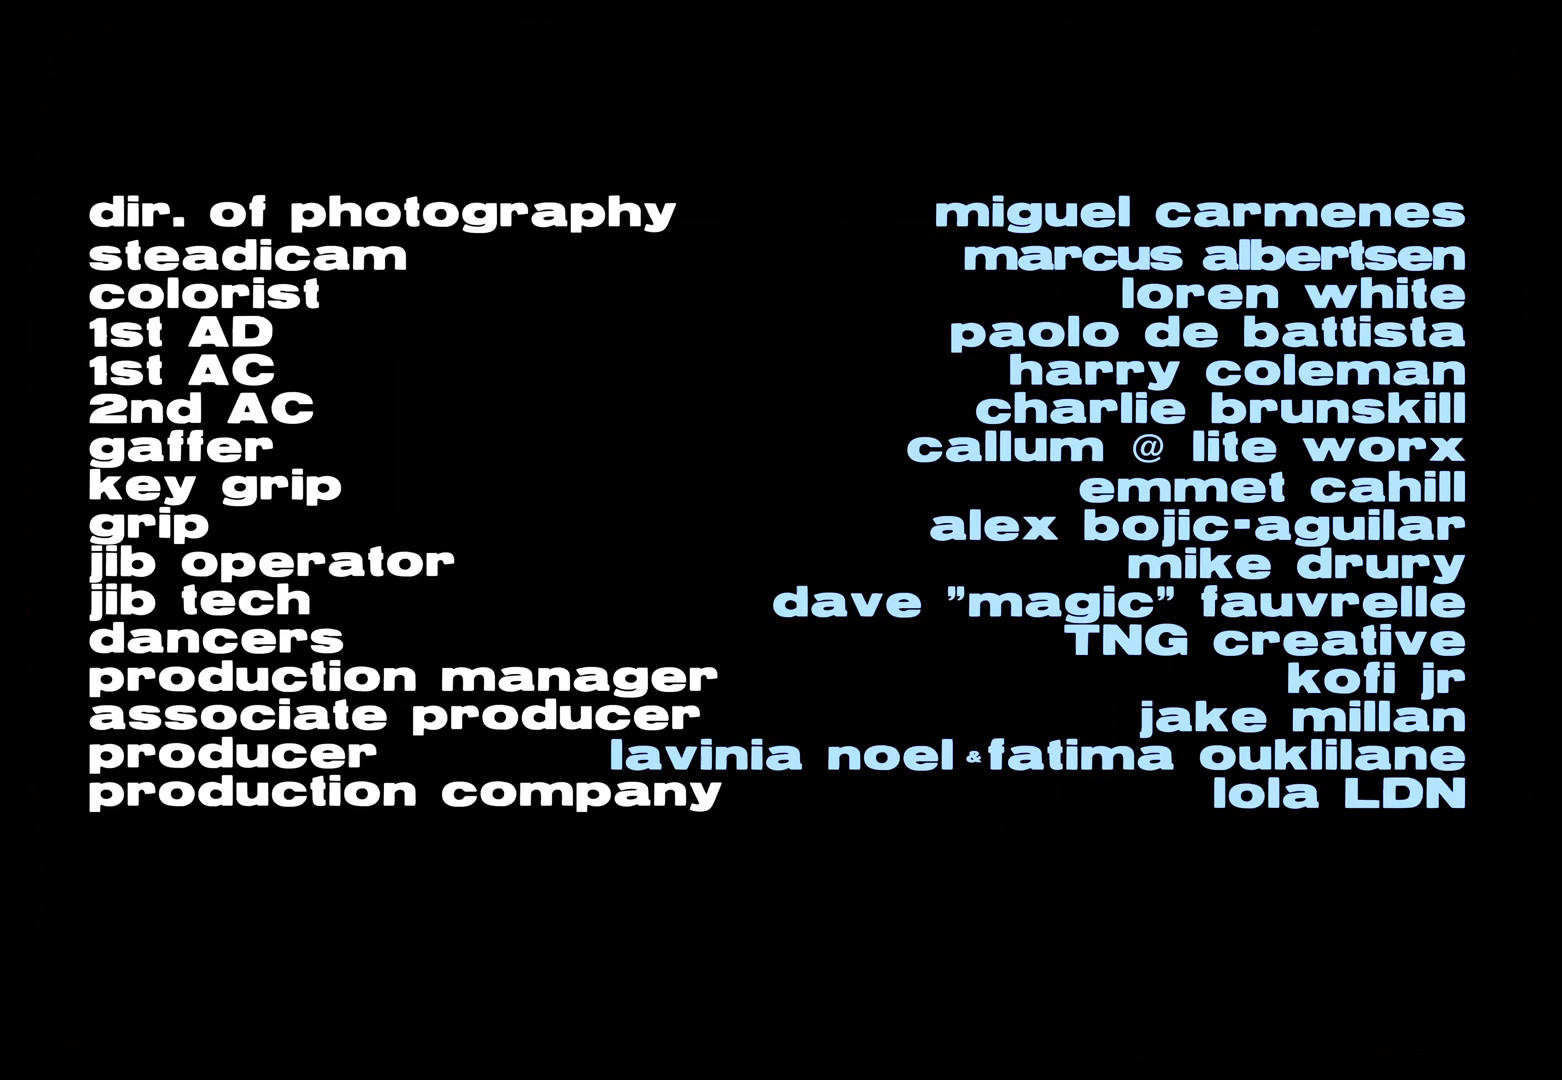 dir. of photography miguel carmenes
steadicam marcus albertsen
colorist loren white
1st AD paolo de battista
1st AC harry coleman
2nd AC charlie brunskill
gaffer callum @ lite worx
key grip emmet cahill
grip alex bojic-aguilar
jib operator mike drury
jib tech dave ”magic” fauvrelle
dancers TNG creative
production manager kofi jr
associate producer jake millan
producer lavinia noel & fatima ouklilane
production company lola LDN